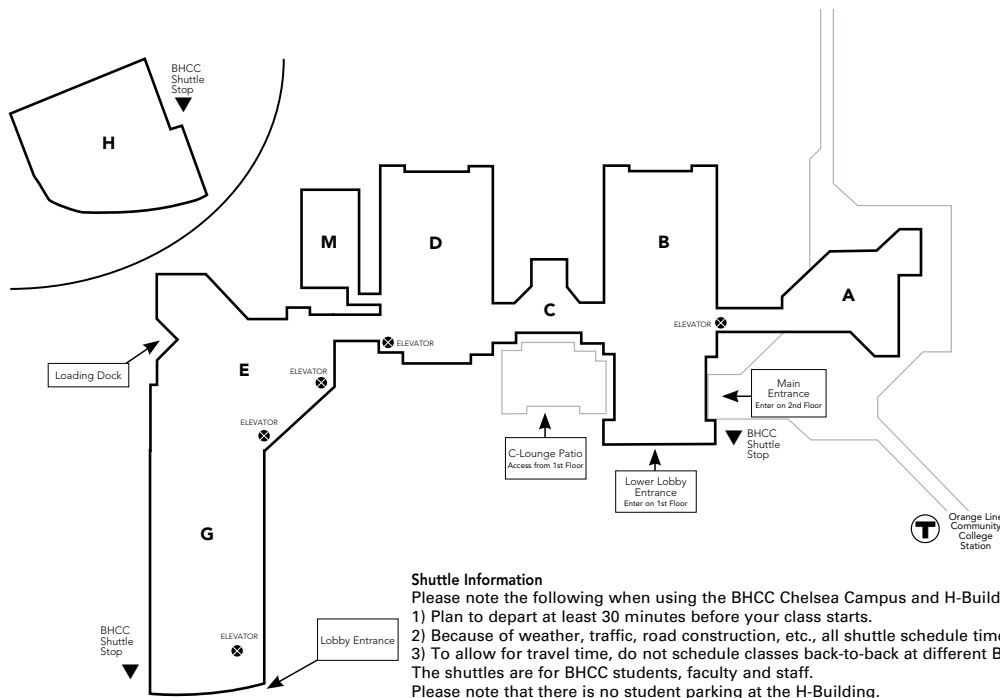 BHCC
Shuttle
Stop
H
M
D
B
A
C
ELEVATOR
ELEVATOR
Loading Dock
E
ELEVATOR
Main
Entrance
Enter on 2nd Floor
ELEVATOR
BHCC
Shuttle
Stop
C-Lounge Patio
Access from 1st Floor
Lower Lobby
Entrance
Enter on 1st Floor
G
T
Orange Line
Community
College
Station
Shuttle Information
Please note the following when using the BHCC Chelsea Campus and H-Build
1) Plan to depart at least 30 minutes before your class starts.
2) Because of weather, traffic, road construction, etc., all shuttle schedule time
3) To allow for travel time, do not schedule classes back-to-back at different B
The shuttles are for BHCC students, faculty and staff.
Please note that there is no student parking at the H-Building.
BHCC
Shuttle
Stop
ELEVATOR
Lobby Entrance